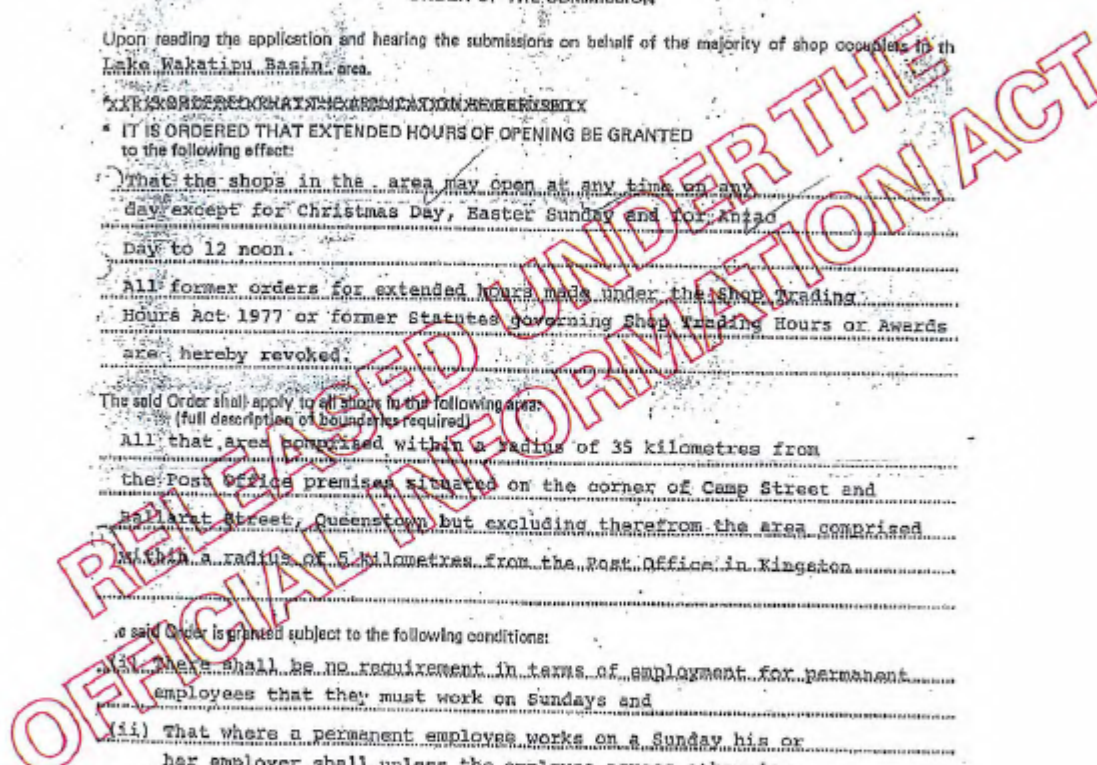 ORDER OF THE COMMISSION
Upon reading the application and hearing the submissions on behalf of the majority of shop occupiers in th
Lake Wakatipu Basin area.
* IT IS ORDERED THAT EXTENDED HOURS OF OPENING BE GRANTED
to the following effect:
That the shops in the area may open at any time on any
day except for Christmas Day, Easter Sunday and for Anzac
Day to 12 noon.
All former orders for extended hours made under the Shop Trading
Hours Act 1977 or former Statutes governing Shop Trading Hours or Awards
are hereby revoked.
The said Order shall apply to all shops in the following area:
(full description of boundaries required)
All that area comprised within a radius of 35 kilometres from
the Post Office premises situated on the corner of Camp Street and
Ballarat Street, Queenstown but excluding therefrom the area comprised
within a radius of 5 kilometres from the Post Office in Kingston
e said Order is granted subject to the following conditions:
(i) There shall be no requirement in terms of employment for permanent
employees that they must work on Sundays and
(ii) That where a permanent employee works on a Sunday his or
her employer shall unless the employee agrees
RELEASED UNDER THE
OFFICIAL INFORMATION ACT